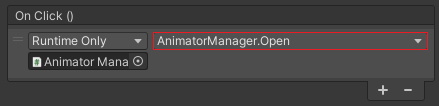 On Click ()
Runtime Only AnimatorManager.Open
Animator Mana
+ −